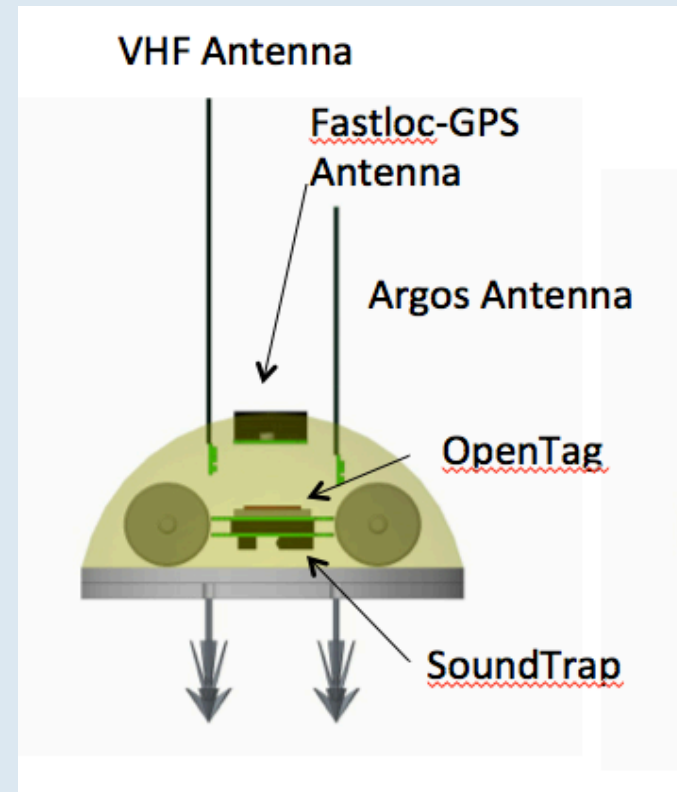 VHF Antenna
Fastloc-GPS
Antenna
Argos Antenna
OpenTag
SoundTrap